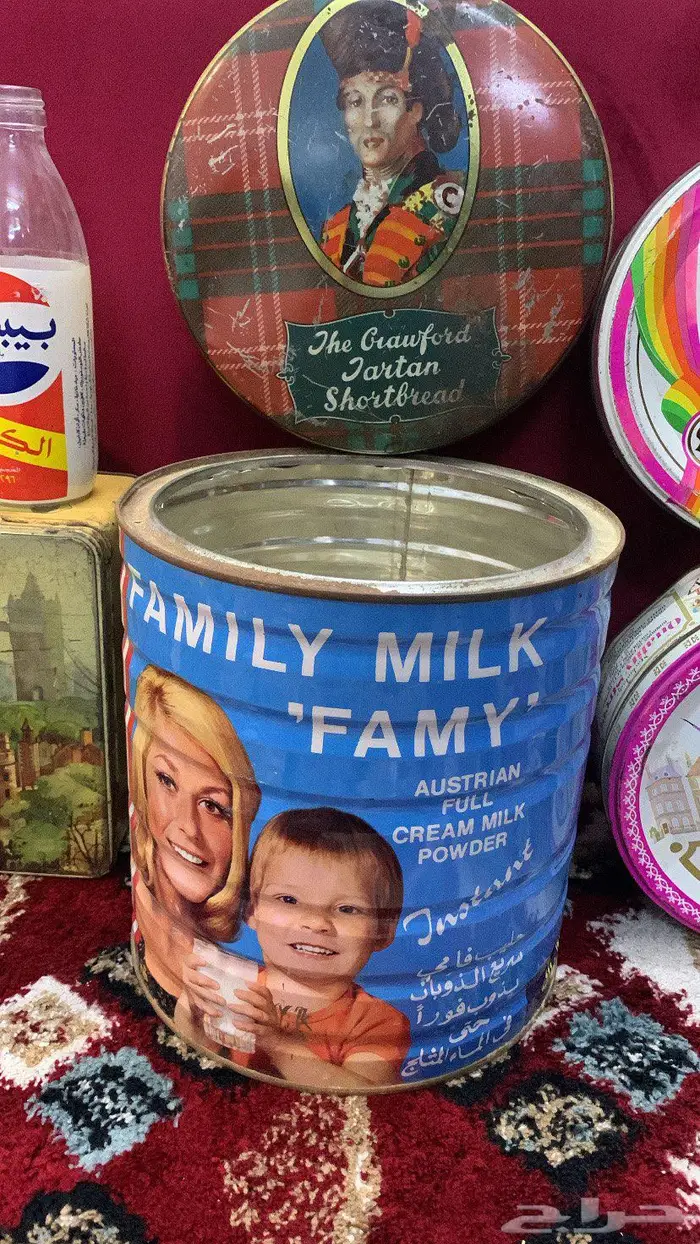 The Crawford
Tartan
Shortbread
C
FAMILY MILK
'FAMY'
AUSTRIAN
FULL
CREAM MILK
POWDER
Instant
حليب فامي
سريع الذوبان
يذوب فوراً
حتى
في الماء المثلج
بيبس
حراج